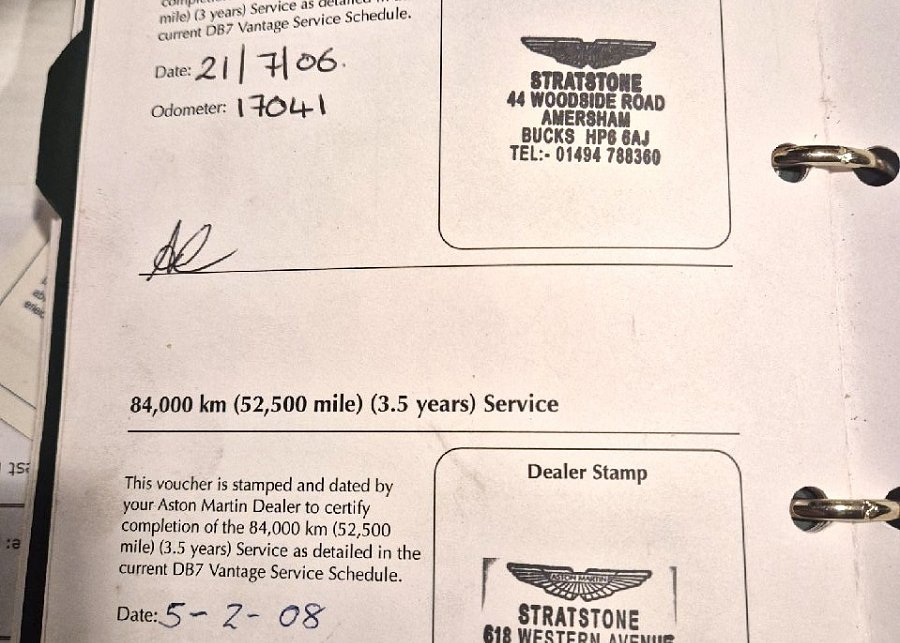 mile) (3 years) Service as detailed in
current DB7 Vantage Service Schedule.
Date: 21/7/06.
Odometer: 17041
STRATSTONE
44 WOODSIDE ROAD
AMERSHAM
BUCKS HP6 6AJ
TEL:- 01494 788360
84,000 km (52,500 mile) (3.5 years) Service
This voucher is stamped and dated by
your Aston Martin Dealer to certify
completion of the 84,000 km (52,500
mile) (3.5 years) Service as detailed in the
current DB7 Vantage Service Schedule.
Date: 5-2-08
Dealer Stamp
ASTON MARTIN
STRATSTONE
618 WESTERN AVENUE